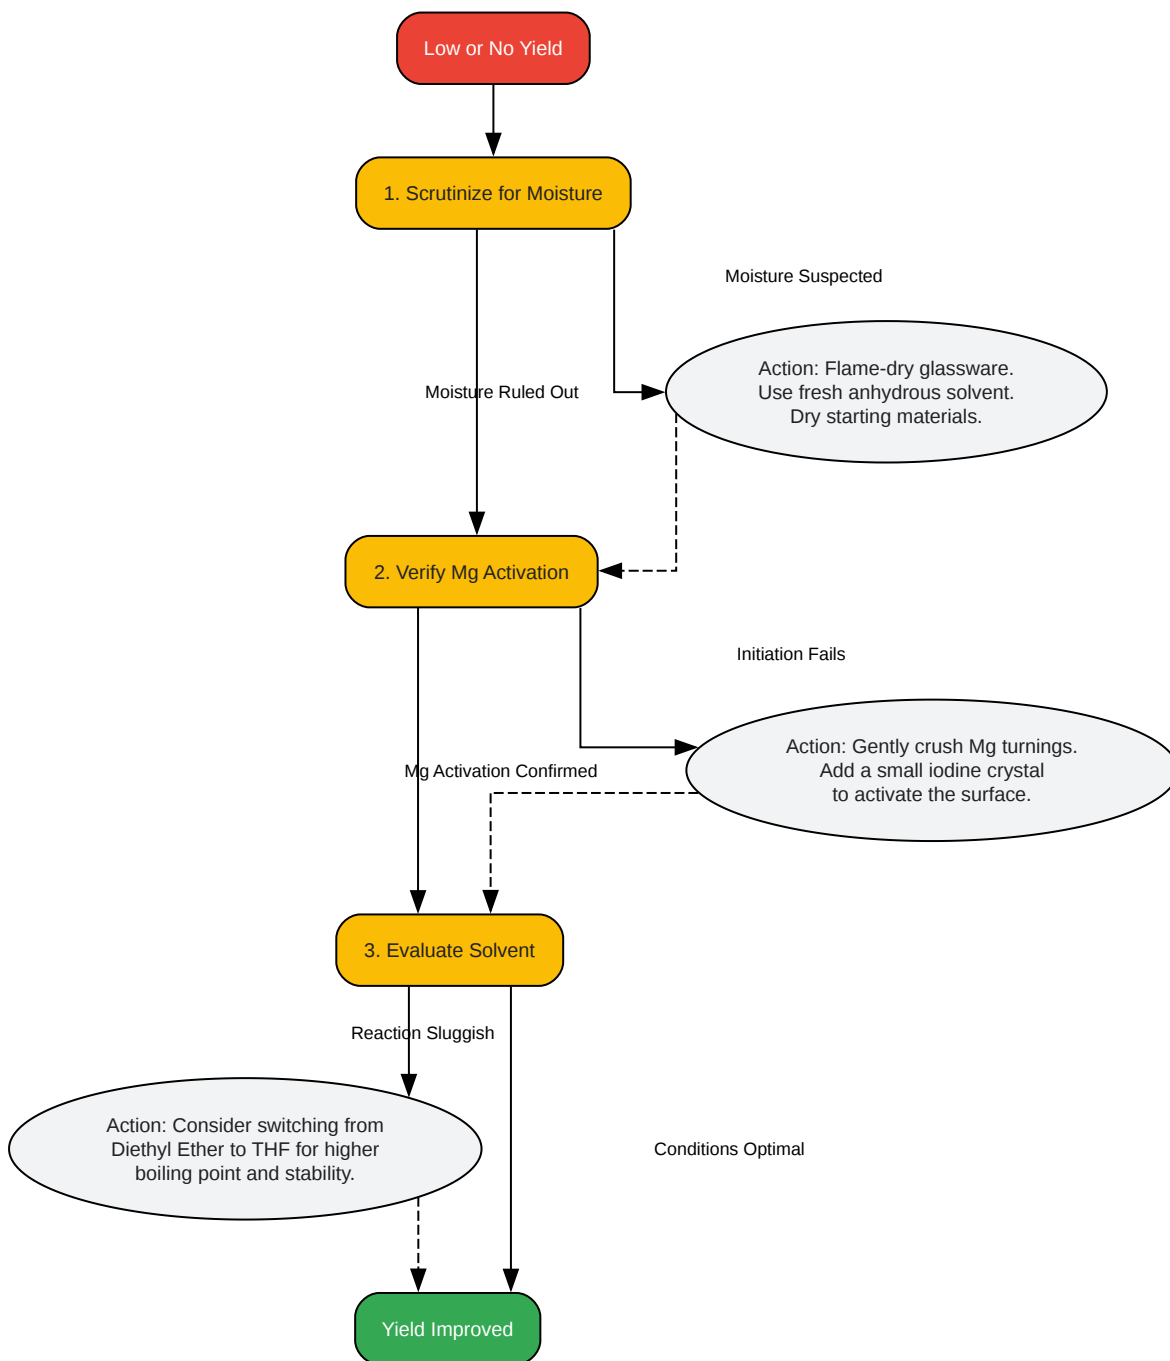 Low or No Yield
1. Scrutinize for Moisture
Moisture Suspected
Action: Flame-dry glassware.
Use fresh anhydrous solvent.
Dry starting materials.
Moisture Ruled Out
2. Verify Mg Activation
Initiation Fails
Action: Gently crush Mg turnings.
Add a small iodine crystal
to activate the surface.
Mg Activation Confirmed
3. Evaluate Solvent
Reaction Sluggish
Action: Consider switching from
Diethyl Ether to THF for higher
boiling point and stability.
Conditions Optimal
Yield Improved